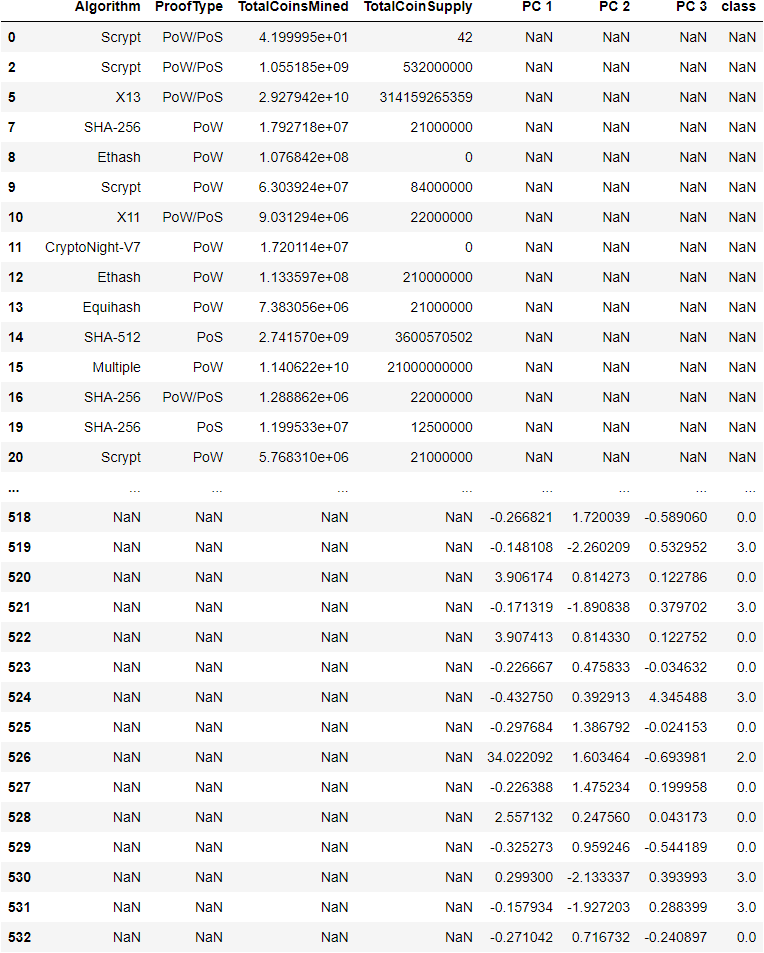 Algorithm ProofType TotalCoinsMined TotalCoinSupply PC 1 PC 2 PC 3 class
0 Scrypt PoW/PoS 4.199995e+01 42 NaN NaN NaN NaN
2 Scrypt PoW/PoS 1.055185e+09 532000000 NaN NaN NaN NaN
5 X13 PoW/PoS 2.927942e+10 314159265359 NaN NaN NaN NaN
7 SHA-256 PoW 1.792718e+07 21000000 NaN NaN NaN NaN
8 Ethash PoW 1.076842e+08 0 NaN NaN NaN NaN
9 Scrypt PoW 6.303924e+07 84000000 NaN NaN NaN NaN
10 X11 PoW/PoS 9.031294e+06 22000000 NaN NaN NaN NaN
11 CryptoNight-V7 PoW 1.720114e+07 0 NaN NaN NaN NaN
12 Ethash PoW 1.133597e+08 210000000 NaN NaN NaN NaN
13 Equihash PoW 7.383056e+06 21000000 NaN NaN NaN NaN
14 SHA-512 PoS 2.741570e+09 3600570502 NaN NaN NaN NaN
15 Multiple PoW 1.140622e+10 21000000000 NaN NaN NaN NaN
16 SHA-256 PoW/PoS 1.288862e+06 22000000 NaN NaN NaN NaN
19 SHA-256 PoS 1.199533e+07 12500000 NaN NaN NaN NaN
20 Scrypt PoW 5.768310e+06 21000000 NaN NaN NaN NaN
... ... ... ... ... ... ... ... ...
518 NaN NaN NaN NaN -0.266821 1.720039 -0.589060 0.0
519 NaN NaN NaN NaN -0.148108 -2.260209 0.532952 3.0
520 NaN NaN NaN NaN 3.906174 0.814273 0.122786 0.0
521 NaN NaN NaN NaN -0.171319 -1.890838 0.379702 3.0
522 NaN NaN NaN NaN 3.907413 0.814330 0.122752 0.0
523 NaN NaN NaN NaN -0.226667 0.475833 -0.034632 0.0
524 NaN NaN NaN NaN -0.432750 0.392913 4.345488 3.0
525 NaN NaN NaN NaN -0.297684 1.386792 -0.024153 0.0
526 NaN NaN NaN NaN 34.022092 1.603464 -0.693981 2.0
527 NaN NaN NaN NaN -0.226388 1.475234 0.199958 0.0
528 NaN NaN NaN NaN 2.557132 0.247560 0.043173 0.0
529 NaN NaN NaN NaN -0.325273 0.959246 -0.544189 0.0
530 NaN NaN NaN NaN 0.299300 -2.133337 0.393993 3.0
531 NaN NaN NaN NaN -0.157934 -1.927203 0.288399 3.0
532 NaN NaN NaN NaN -0.271042 0.716732 -0.240897 0.0